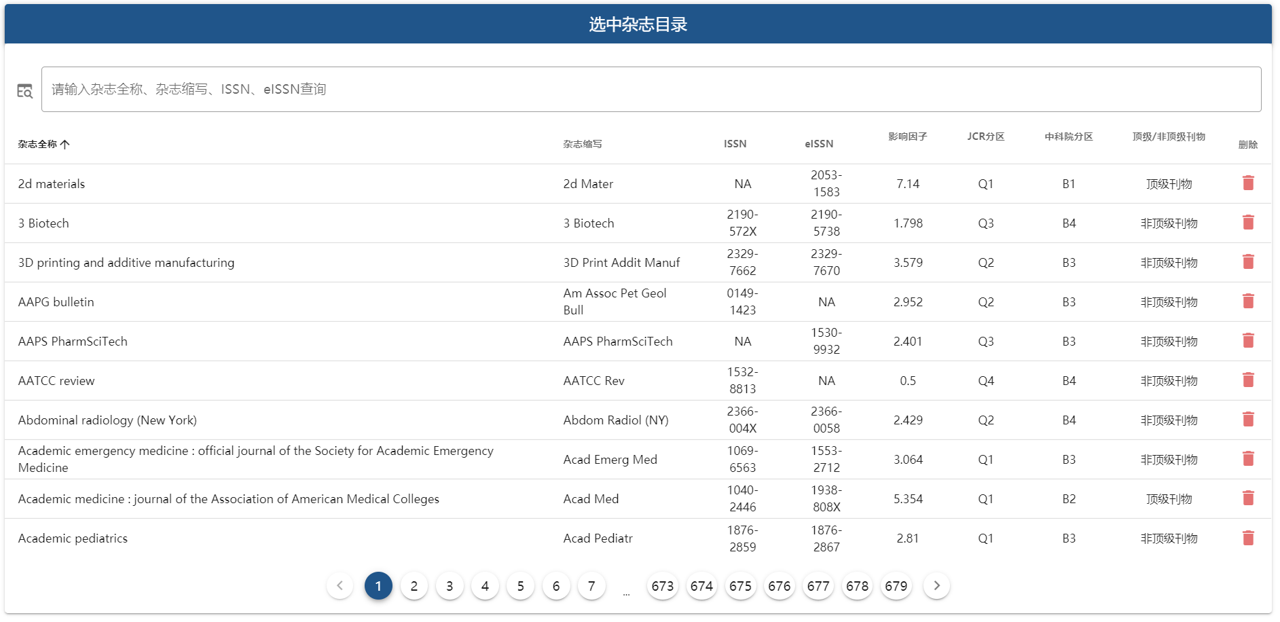 选中杂志目录
请输入杂志全称、杂志缩写、ISSN、eISSN查询
杂志全称 杂志缩写 ISSN eISSN 影响因子 JCR分区 中科院分区 顶级/非顶级刊物 删除
2d materials 2d Mater NA 2053-1583 7.14 Q1 B1 顶级刊物
3 Biotech 3 Biotech 2190-572X 2190-5738 1.798 Q3 B4 非顶级刊物
3D printing and additive manufacturing 3D Print Addit Manuf 2329-7662 2329-7670 3.579 Q2 B3 非顶级刊物
AAPG bulletin Am Assoc Pet Geol Bull 0149-1423 NA 2.952 Q2 B3 非顶级刊物
AAPS PharmSciTech AAPS PharmSciTech NA 1530-9932 2.401 Q3 B3 非顶级刊物
AATCC review AATCC Rev 1532-8813 NA 0.5 Q4 B4 非顶级刊物
Abdominal radiology (New York) Abdom Radiol (NY) 2366-004X 2366-0058 2.429 Q2 B4 非顶级刊物
Academic emergency medicine : official journal of the Society for Academic Emergency Medicine Acad Emerg Med 1069-6563 1553-2712 3.064 Q1 B3 非顶级刊物
Academic medicine : journal of the Association of American Medical Colleges Acad Med 1040-2446 1938-808X 5.354 Q1 B2 顶级刊物
Academic pediatrics Acad Pediatr 1876-2859 1876-2867 2.81 Q1 B3 非顶级刊物
1 2 3 4 5 6 7 ... 673 674 675 676 677 678 679